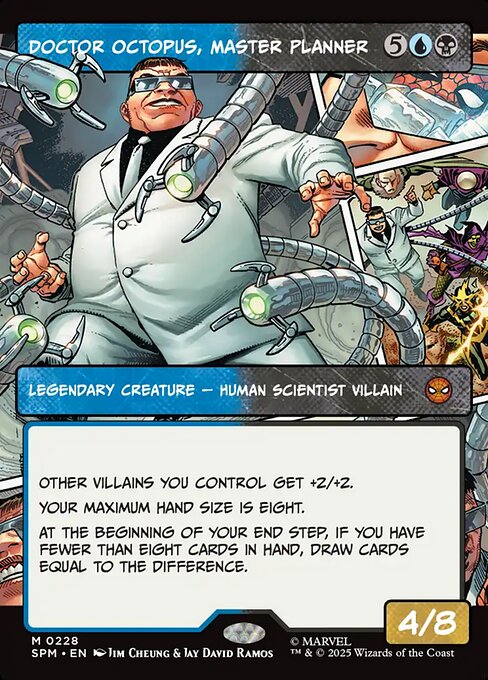 DOCTOR OCTOPUS, MASTER PLANNER 5
LEGENDARY CREATURE — HUMAN SCIENTIST VILLAIN
OTHER VILLAINS YOU CONTROL GET +2/+2.
YOUR MAXIMUM HAND SIZE IS EIGHT.
AT THE BEGINNING OF YOUR END STEP, IF YOU HAVE
FEWER THAN EIGHT CARDS IN HAND, DRAW CARDS
EQUAL TO THE DIFFERENCE.
4/8
M 0228
SPM • EN JIM CHEUNG & JAY DAVID RAMOS
© MARVEL
™ & © 2025 Wizards of the Coast